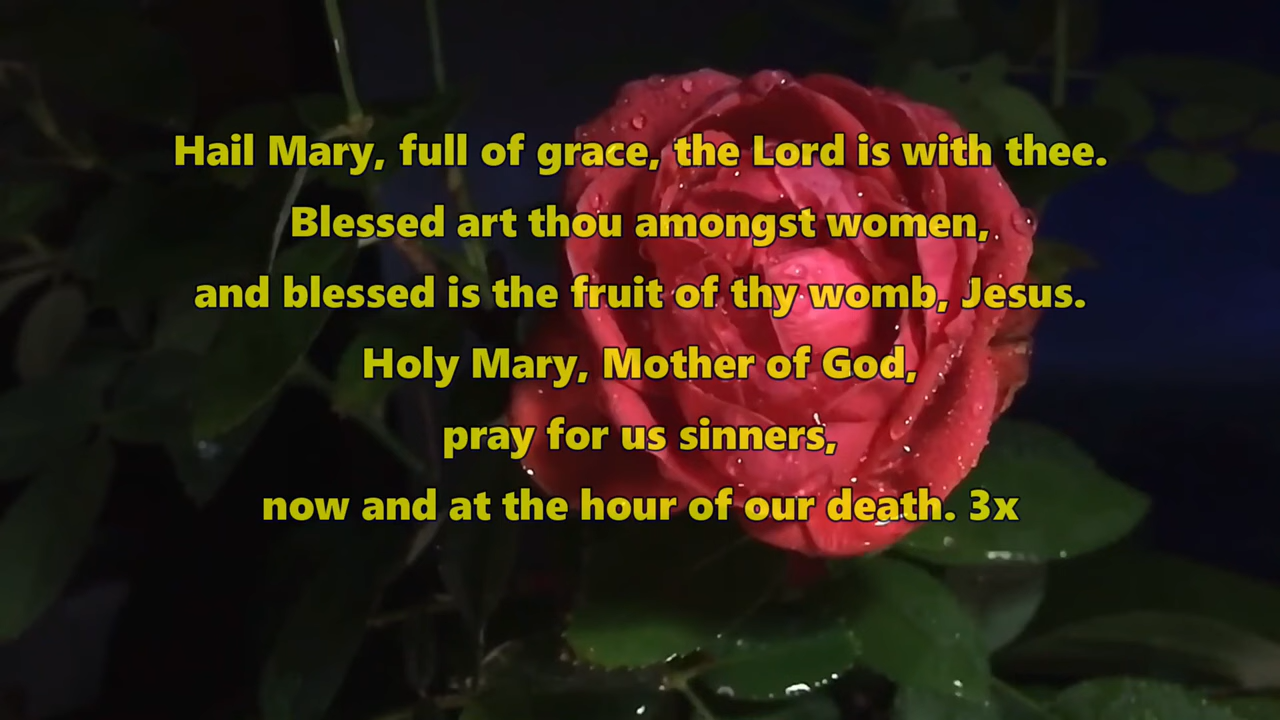 Hail Mary, full of grace, the Lord is with thee.
Blessed art thou amongst women,
and blessed is the fruit of thy womb, Jesus.
Holy Mary, Mother of God,
pray for us sinners,
now and at the hour of our death. 3x